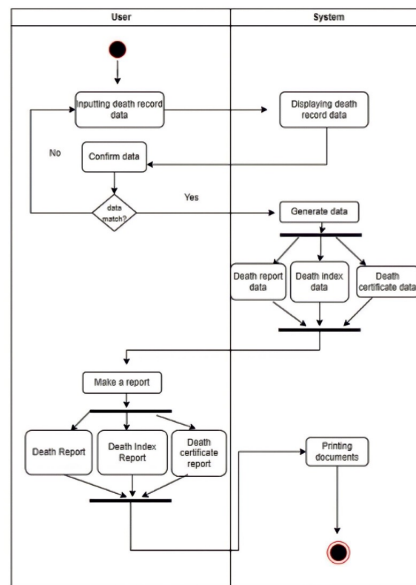 User
System
Inputting death record
data
Displaying death
record data
No
Confirm data
data
match?
Yes
Generate data
Death report
data
Death Index
data
Death
certificate data
Make a report
Death Report
Death Index
Report
Death
certificate
report
Printing
documents